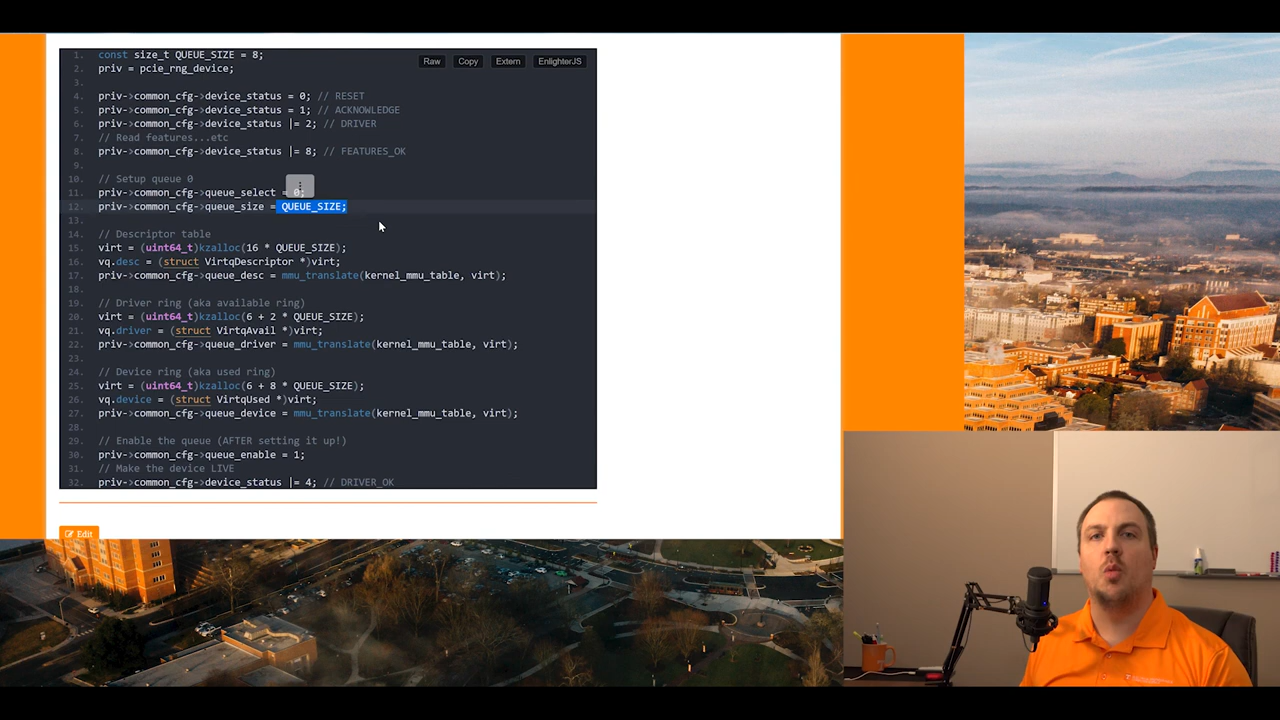 Raw Copy Extern EnlighterJS
1. const size_t QUEUE_SIZE = 8;
2. priv = pcie_rng_device;
3.
4. priv->common_cfg->device_status = 0; // RESET
5. priv->common_cfg->device_status = 1; // ACKNOWLEDGE
6. priv->common_cfg->device_status |= 2; // DRIVER
7. // Read features...etc
8. priv->common_cfg->device_status |= 8; // FEATURES_OK
9.
10. // Setup queue 0
11. priv->common_cfg->queue_select = 0;
12. priv->common_cfg->queue_size = QUEUE_SIZE;
13.
14. // Descriptor table
15. virt = (uint64_t)kzalloc(16 * QUEUE_SIZE);
16. vq.desc = (struct VirtqDescriptor *)virt;
17. priv->common_cfg->queue_desc = mmu_translate(kernel_mmu_table, virt);
18.
19. // Driver ring (aka available ring)
20. virt = (uint64_t)kzalloc(6 + 2 * QUEUE_SIZE);
21. vq.driver = (struct VirtqAvail *)virt;
22. priv->common_cfg->queue_driver = mmu_translate(kernel_mmu_table, virt);
23.
24. // Device ring (aka used ring)
25. virt = (uint64_t)kzalloc(6 + 8 * QUEUE_SIZE);
26. vq.device = (struct VirtqUsed *)virt;
27. priv->common_cfg->queue_device = mmu_translate(kernel_mmu_table, virt);
28.
29. // Enable the queue (AFTER setting it up!)
30. priv->common_cfg->queue_enable = 1;
31. // Make the device LIVE
32. priv->common_cfg->device_status |= 4; // DRIVER_OK
Edit